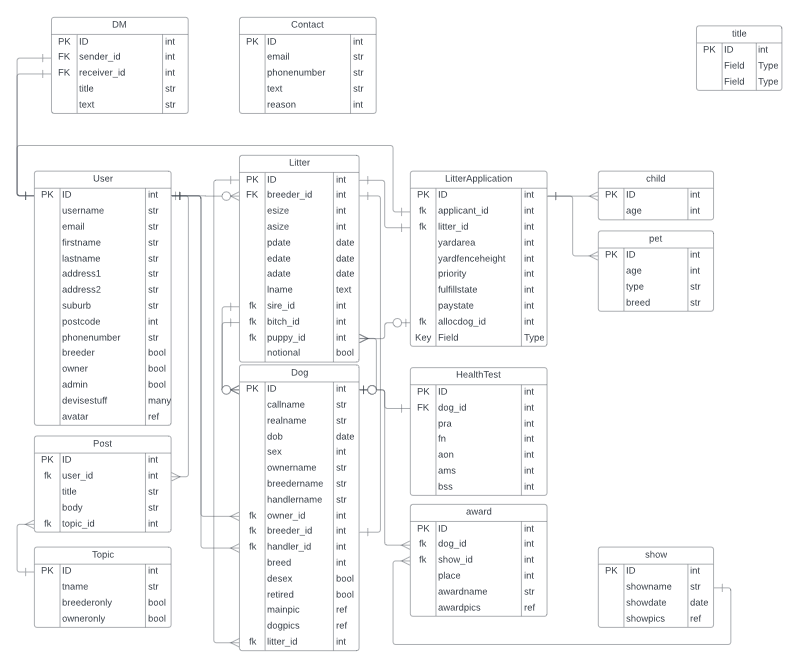 DM
PK ID int
FK sender_id int
FK receiver_id int
title str
text str
Contact
PK ID int
email str
phonenumber str
text str
reason int
title
PK ID int
Field Type
Field Type
User
PK ID int
username str
email str
firstname str
lastname str
address1 str
address2 str
suburb str
postcode int
phonenumber str
breeder bool
owner bool
admin bool
devisestuff many
avatar ref
Litter
PK ID int
FK breeder_id int
esize int
asize int
pdate date
edate date
adate date
lname text
fk sire_id int
fk bitch_id int
fk puppy_id int
notional bool
LitterApplication
PK ID int
fk applicant_id int
fk litter_id int
yardarea int
yardfenceheight int
priority int
fulfillstate int
paystate int
fk allocdog_id int
Key Field Type
child
PK ID int
age int
pet
PK ID int
age int
type str
breed str
Dog
PK ID int
callname str
realname str
dob date
sex int
ownername str
breedername str
handlername str
fk owner_id int
fk breeder_id int
fk handler_id int
breed int
desex bool
retired bool
mainpic ref
dogpics ref
fk litter_id int
HealthTest
PK ID int
FK dog_id int
pra int
fn int
aon int
ams int
bss int
Post
PK ID int
fk user_id int
title str
body str
fk topic_id int
Topic
PK ID int
tname str
breederonly bool
owneronly bool
award
PK ID int
fk dog_id int
fk show_id int
place int
awardname str
awardpics ref
show
PK ID int
showname str
showdate date
showpics ref